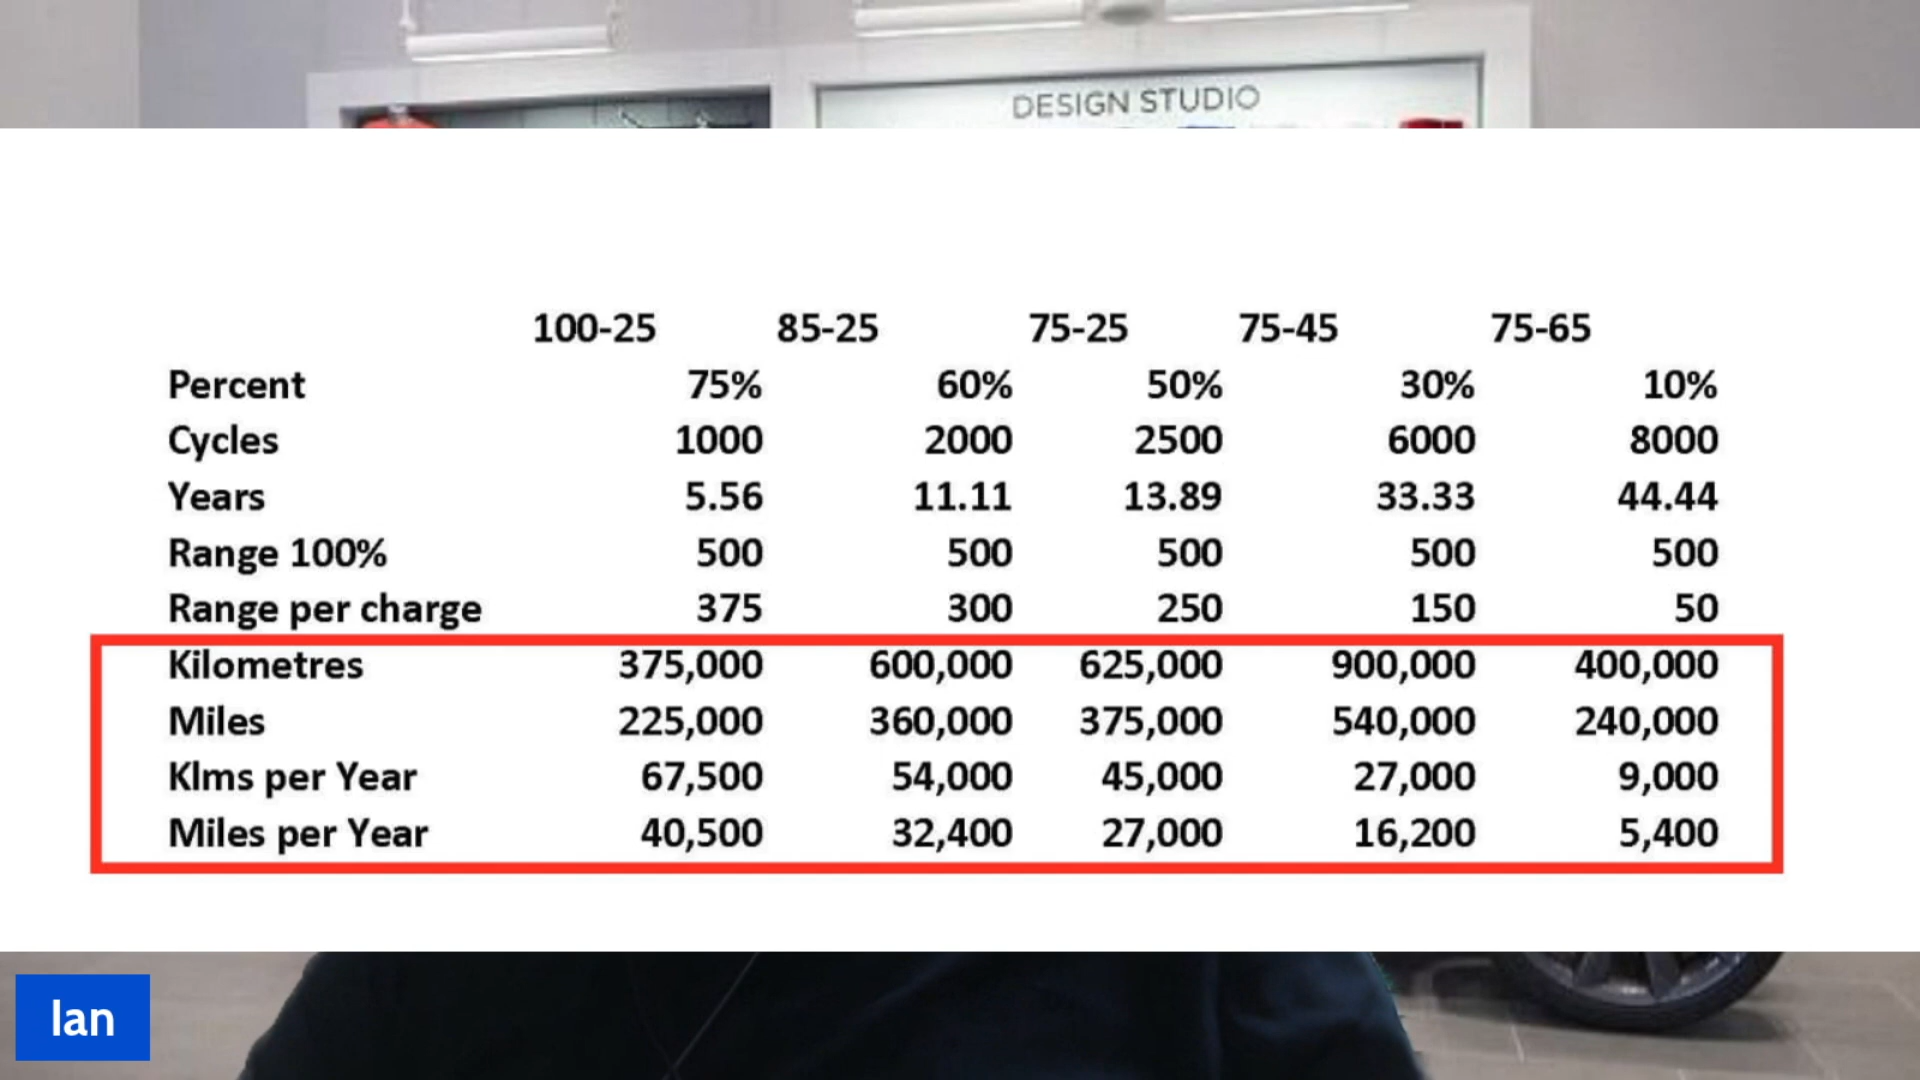 DESIGN STUDIO
100-25 85-25 75-25 75-45 75-65
Percent 75% 60% 50% 30% 10%
Cycles 1000 2000 2500 6000 8000
Years 5.56 11.11 13.89 33.33 44.44
Range 100% 500 500 500 500 500
Range per charge 375 300 250 150 50
Kilometres 375,000 600,000 625,000 900,000 400,000
Miles 225,000 360,000 375,000 540,000 240,000
Klms per Year 67,500 54,000 45,000 27,000 9,000
Miles per Year 40,500 32,400 27,000 16,200 5,400
Ian